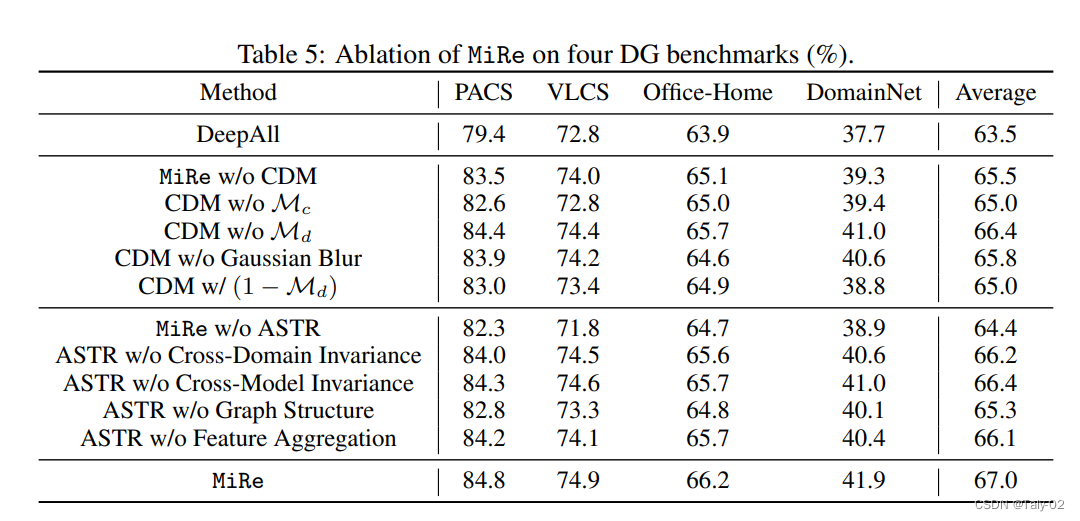 Table 5: Ablation of MiRe on four DG benchmarks (%).
Method PACS VLCS Office-Home DomainNet Average
DeepAll 79.4 72.8 63.9 37.7 63.5
MiRe w/o CDM 83.5 74.0 65.1 39.3 65.5
CDM w/o ℳc 82.6 72.8 65.0 39.4 65.0
CDM w/o ℳd 84.4 74.4 65.7 41.0 66.4
CDM w/o Gaussian Blur 83.9 74.2 64.6 40.6 65.8
CDM w/ (1 − ℳd) 83.0 73.4 64.9 38.8 65.0
MiRe w/o ASTR 82.3 71.8 64.7 38.9 64.4
ASTR w/o Cross-Domain Invariance 84.0 74.5 65.6 40.6 66.2
ASTR w/o Cross-Model Invariance 84.3 74.6 65.7 41.0 66.4
ASTR w/o Graph Structure 82.8 73.3 64.8 40.1 65.3
ASTR w/o Feature Aggregation 84.2 74.1 65.7 40.4 66.1
MiRe 84.8 74.9 66.2 41.9 67.0
CSDN @Taly-02